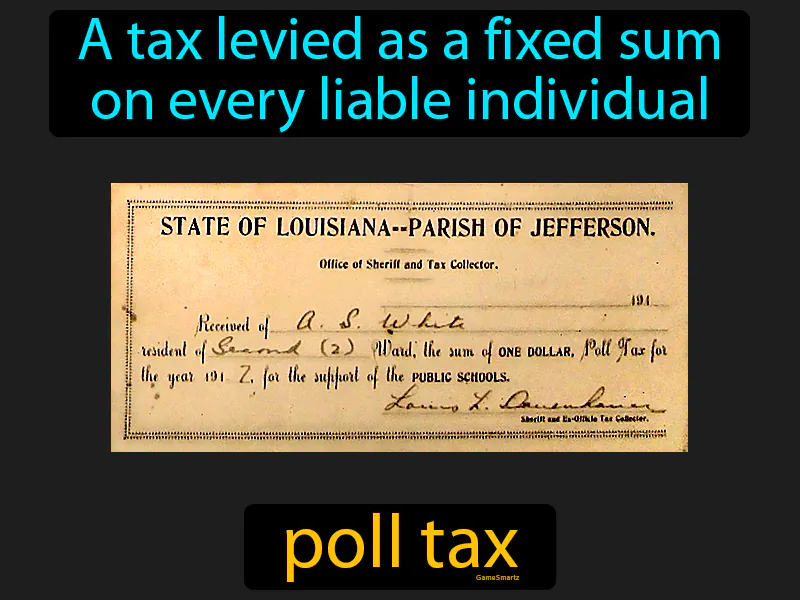 A tax levied as a fixed sum
on every liable individual
STATE OF LOUISIANA--PARISH OF JEFFERSON.
Office of Sheriff and Tax Collector.
191
Received of A. S. White
resident of Second (2) Ward, the sum of ONE DOLLAR, Poll Tax for
the year 191 7, for the support of the PUBLIC SCHOOLS.
Louis L.
Sheriff and Ex-Officio Tax Collector.
poll tax
GameSmartz